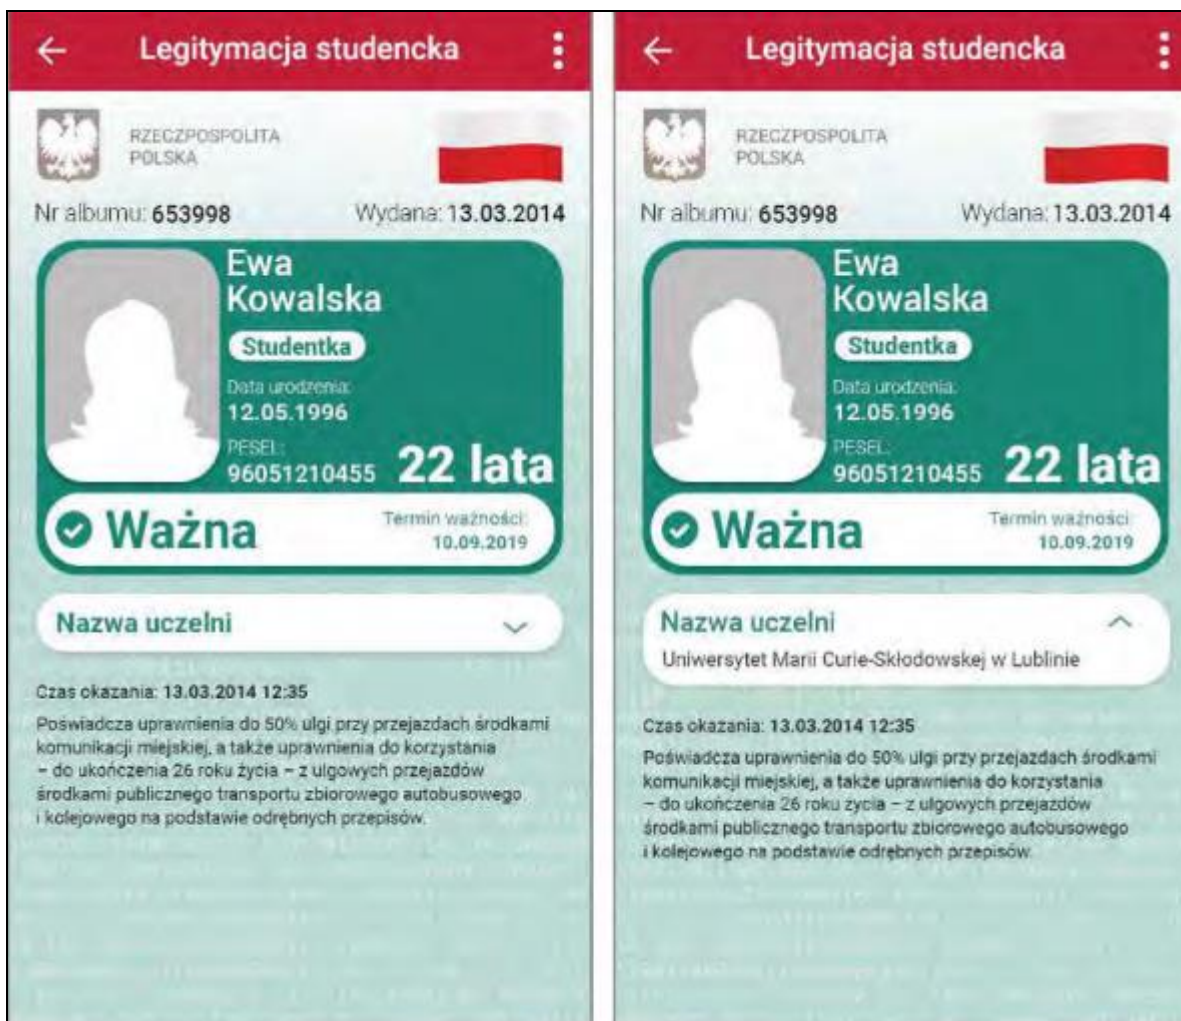 Legitymacja studencka
RZECZPOSPOLITA
POLSKA
Nr albumu: 653998
Wydana: 13.03.2014
Ewa
Kowalska
Studentka
Data urodzenia:
12.05.1996
PESEL:
96051210455
22 lata
Ważna
Termin ważności:
10.09.2019
Nazwa uczelni
Czas okazania: 13.03.2014 12:35
Poświadcza uprawnienia do 50% ulgi przy przejazdach środkami
komunikacji miejskiej, a także uprawnienia do korzystania
– do ukończenia 26 roku życia – z ulgowych przejazdów
środkami publicznego transportu zbiorowego autobusowego
i kolejowego na podstawie odrębnych przepisów.
Legitymacja studencka
RZECZPOSPOLITA
POLSKA
Nr albumu: 653998
Wydana: 13.03.2014
Ewa
Kowalska
Studentka
Data urodzenia:
12.05.1996
PESEL:
96051210455
22 lata
Ważna
Termin ważności:
10.09.2019
Nazwa uczelni
Uniwersytet Marii Curie-Skłodowskej w Lublinie
Czas okazania: 13.03.2014 12:35
Poświadcza uprawnienia do 50% ulgi przy przejazdach środkami
komunikacji miejskiej, a także uprawnienia do korzystania
– do ukończenia 26 roku życia – z ulgowych przejazdów
środkami publicznego transportu zbiorowego autobusowego
i kolejowego na podstawie odrębnych przepisów.